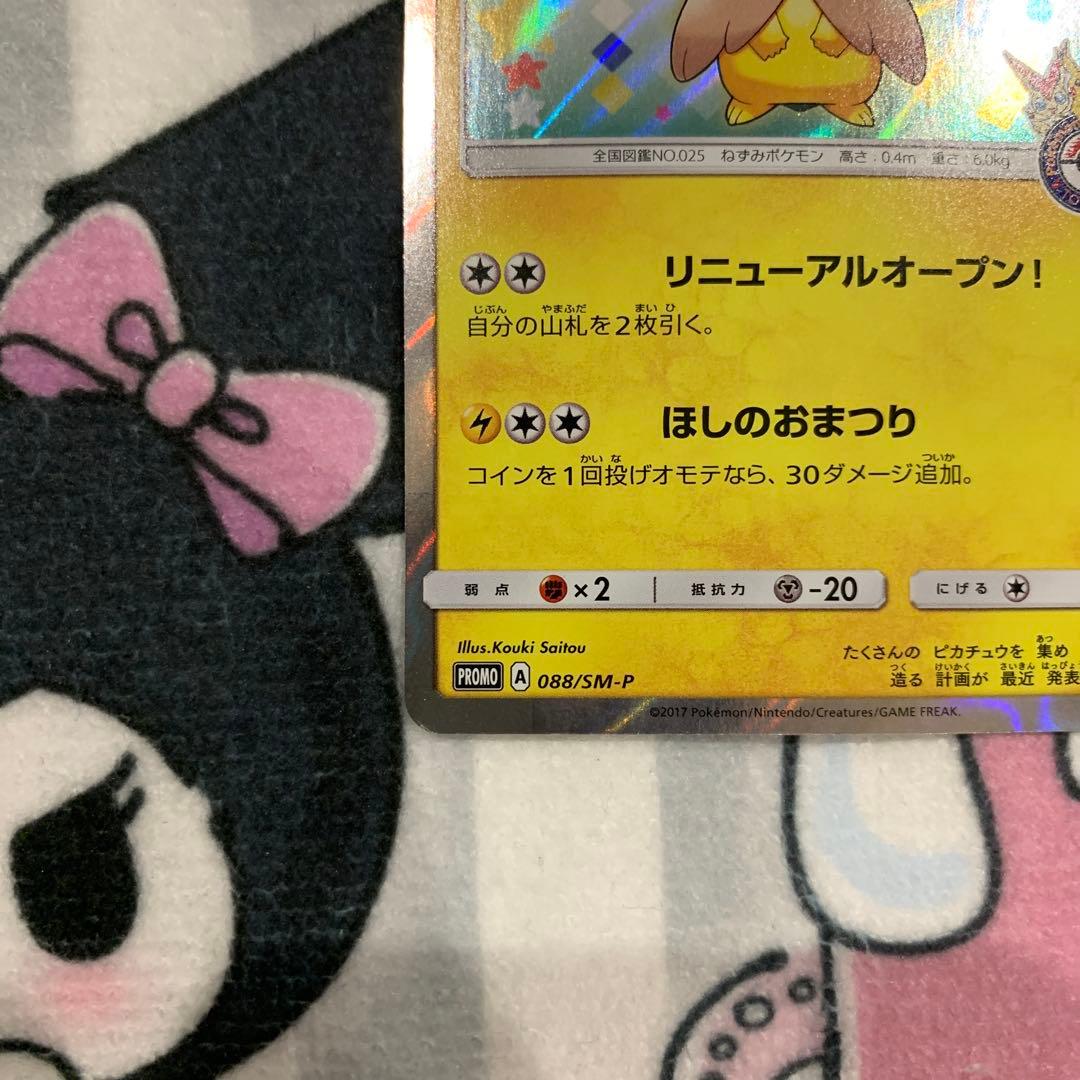 全国図鑑NO.025 ねずみポケモン 高さ:0.4m 重さ:6.0kg
リニューアルオープン!
自分の山札を2枚引く。
ほしのおまつり
コインを1回投げオモテなら、30ダメージ追加。
弱点 ×2 抵抗力 -20 にげる
Illus.Kouki Saitou
たくさんの ピカチュウを 集め
PROMO A 088/SM-P
造る 計画が 最近 発表
©2017 Pokémon/Nintendo/Creatures/GAME FREAK.